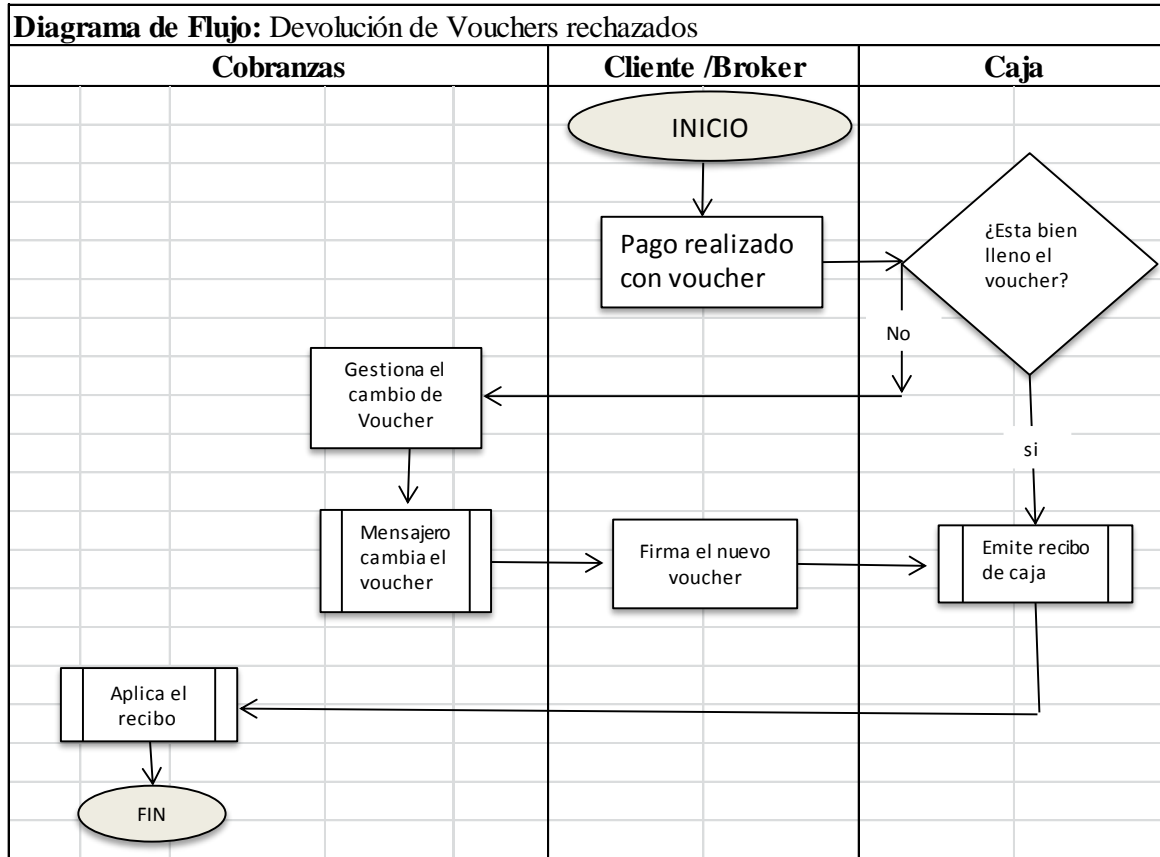 Diagrama de Flujo: Devolución de Vouchers rechazados
Cobranzas
Cliente /Broker
Caja
INICIO
Pago realizado
con voucher
¿Esta bien
lleno el
voucher?
No
Gestiona el
cambio de
Voucher
si
Mensajero
cambia el
voucher
Firma el nuevo
voucher
Emite recibo
de caja
Aplica el
recibo
FIN